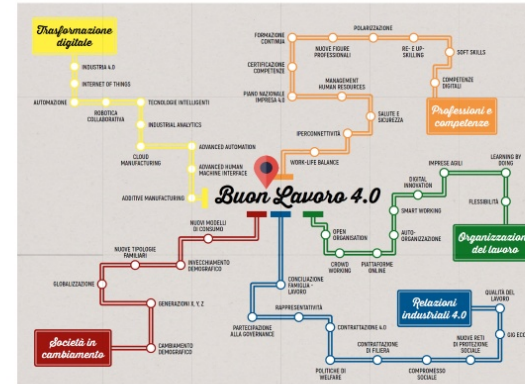 Trasformazione
digitale
INDUSTRIA 4.0
INTERNET OF THINGS
AUTOMAZIONE
ROBOTICA
COLLABORATIVA
TECNOLOGIE INTELLIGENTI
INDUSTRIAL ANALYTICS
CLOUD
MANUFACTURING
ADVANCED AUTOMATION
ADVANCED HUMAN
MACHINE INTERFACE
ADDITIVE MANUFACTURING
FORMAZIONE
CONTINUA
POLARIZZAZIONE
NUOVE FIGURE
PROFESSIONALI
RE- E UP-
SKILLING
SOFT SKILLS
COMPETENZE
DIGITALI
Professioni e
competenze
CERTIFICAZIONE
COMPETENZE
PIANO NAZIONALE
IMPRESA 4.0
MANAGEMENT
HUMAN RESOURCES
SALUTE E
SICUREZZA
IPERCONNETTIVITÀ
WORK-LIFE BALANCE
Buon Lavoro 4.0
IMPRESE AGILI
LEARNING BY
DOING
DIGITAL
INNOVATION
FLESSIBILITÀ
SMART WORKING
AUTO-
ORGANIZZAZIONE
OPEN
ORGANISATION
CROWD
WORKING
PIATTAFORME
ONLINE
Organizzazion
del lavoro
NUOVI MODELLI
DI CONSUMO
NUOVE TIPOLOGIE
FAMILIARI
INVECCHIAMENTO
DEMOGRAFICO
GLOBALIZZAZIONE
GENERAZIONI X, Y, Z
CAMBIAMENTO
DEMOGRAFICO
Società in
cambiamento
CONCILIAZIONE
FAMIGLIA -
LAVORO
RAPPRESENTATIVITÀ
PARTECIPAZIONE
ALLA GOVERNANCE
CONTRATTAZIONE 4.0
POLITICHE DI
WELFARE
CONTRATTAZIONE
DI FILIERA
COMPROMESSO
SOCIALE
NUOVE RETI
DI PROTEZIONE
SOCIALE
GIG ECO
QUALITÀ DEL
LAVORO
Relazioni
industriali 4.0